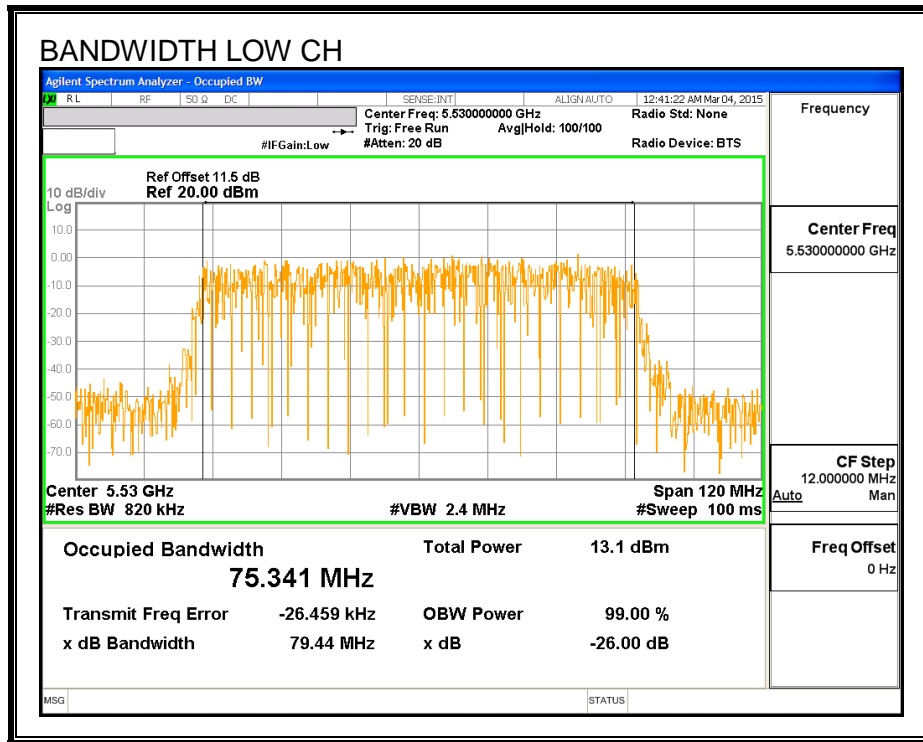 BANDWIDTH LOW CH
Agilent Spectrum Analyzer - Occupied BW
LXI RL RF 50 Ω DC SENSE:INT ALIGN AUTO 12:41:22 AM Mar 04, 2015
Center Freq: 5.530000000 GHz Radio Std: None
Trig: Free Run Avg|Hold: 100/100
#IFGain:Low #Atten: 20 dB Radio Device: BTS
Ref Offset 11.5 dB
10 dB/div Ref 20.00 dBm
Log
10.0
0.00
-10.0
-20.0
-30.0
-40.0
-50.0
-60.0
-70.0
Center 5.53 GHz Span 120 MHz
#Res BW 820 kHz #VBW 2.4 MHz #Sweep 100 ms
Occupied Bandwidth Total Power 13.1 dBm
75.341 MHz
Transmit Freq Error -26.459 kHz OBW Power 99.00 %
x dB Bandwidth 79.44 MHz x dB -26.00 dB
MSG STATUS
Frequency
Center Freq
5.530000000 GHz
CF Step
12.000000 MHz
Auto Man
Freq Offset
0 Hz